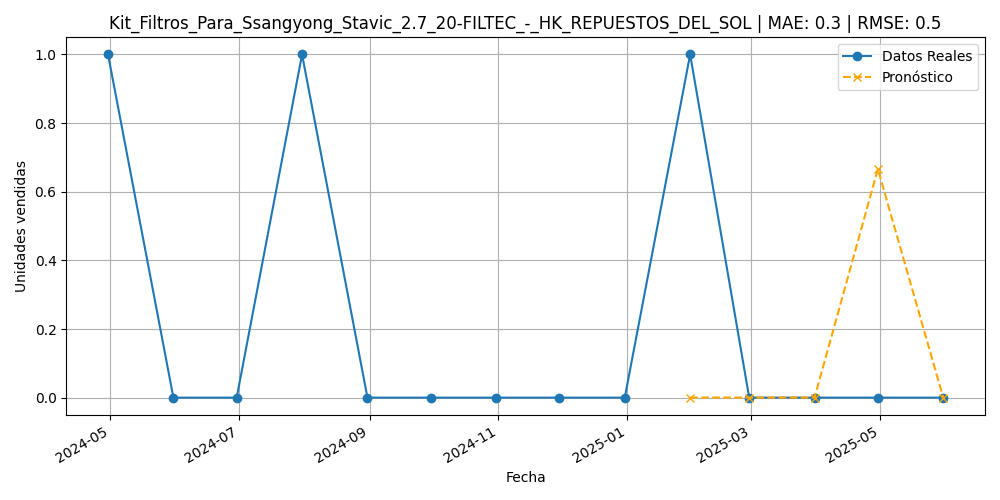 Kit_Filtros_Para_Ssangyong_Stavic_2.7_20-FILTEC_-_HK_REPUESTOS_DEL_SOL | MAE: 0.3 | RMSE: 0.5
Datos Reales
Pronóstico
Unidades vendidas
1.0
0.8
0.6
0.4
0.2
0.0
2024-05
2024-07
2024-09
2024-11
2025-01
2025-03
2025-05
Fecha